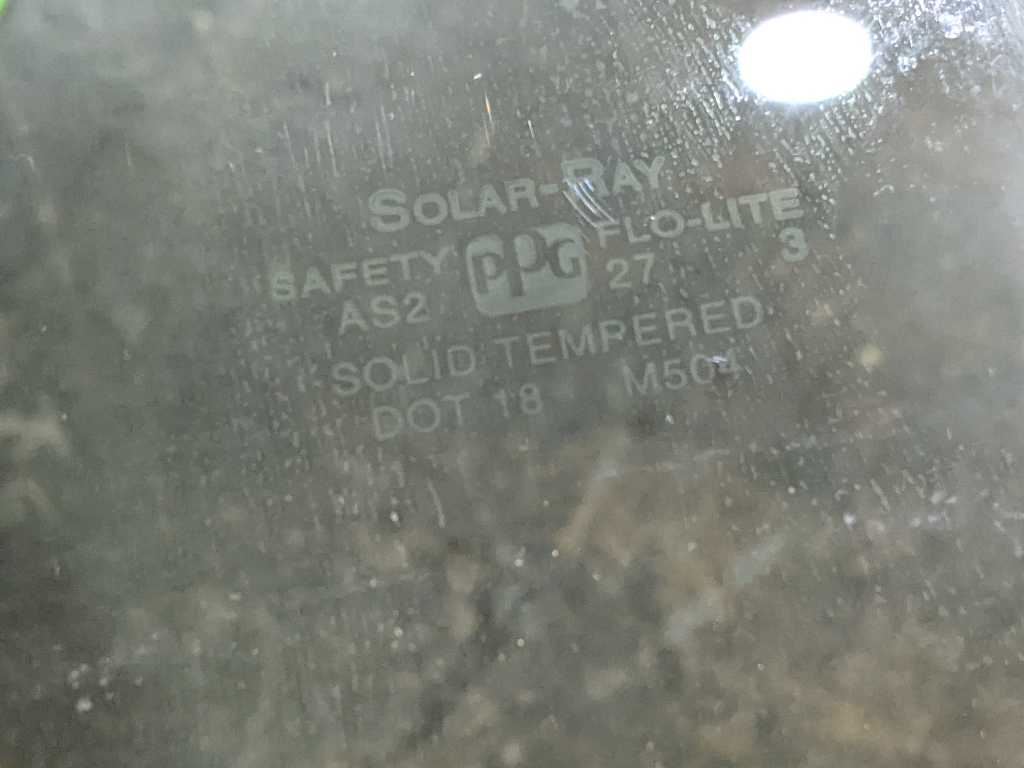 SOLAR-RAY
SAFETY PPG FLO-LITE
AS2 27 3
SOLID TEMPERED
DOT 18 M504